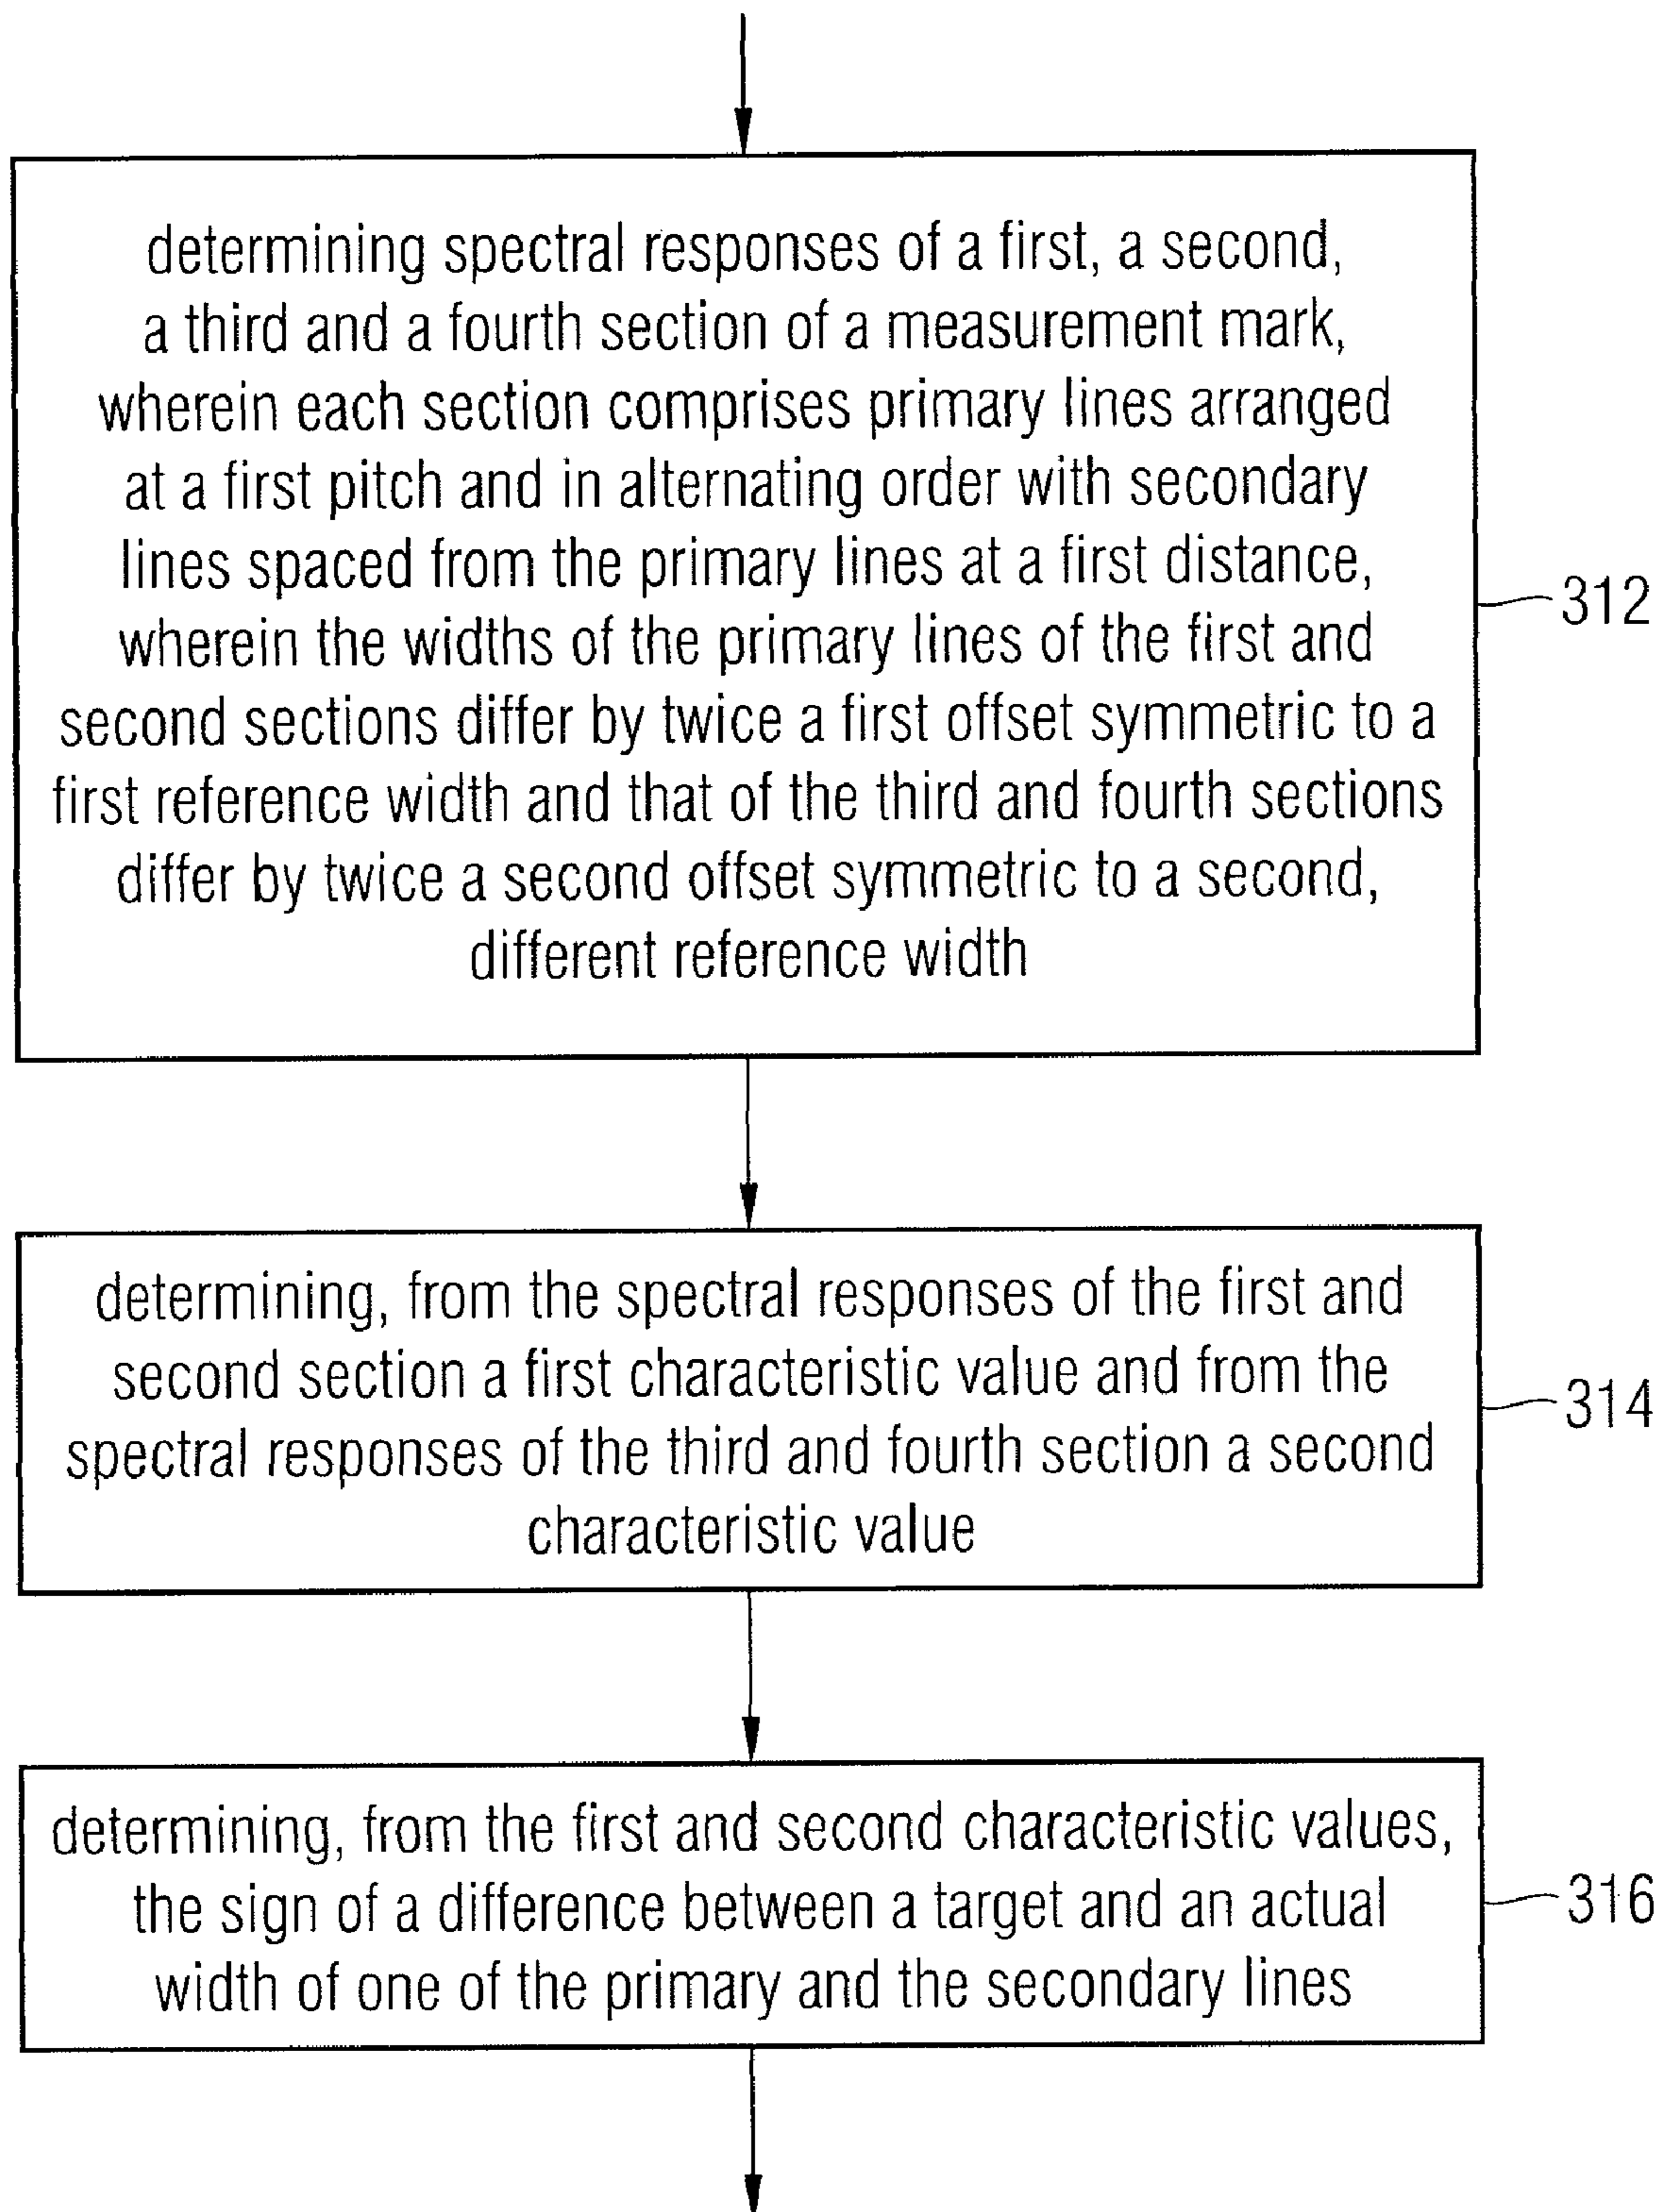 determining spectral responses of a first, a second,
a third and a fourth section of a measurement mark,
wherein each section comprises primary lines arranged
at a first pitch and in alternating order with secondary
lines spaced from the primary lines at a first distance,
wherein the widths of the primary lines of the first and
second sections differ by twice a first offset symmetric to a
first reference width and that of the third and fourth sections
differ by twice a second offset symmetric to a second,
different reference width
312
determining, from the spectral responses of the first and
second section a first characteristic value and from the
spectral responses of the third and fourth section a second
characteristic value
314
determining, from the first and second characteristic values,
the sign of a difference between a target and an actual
width of one of the primary and the secondary lines
316